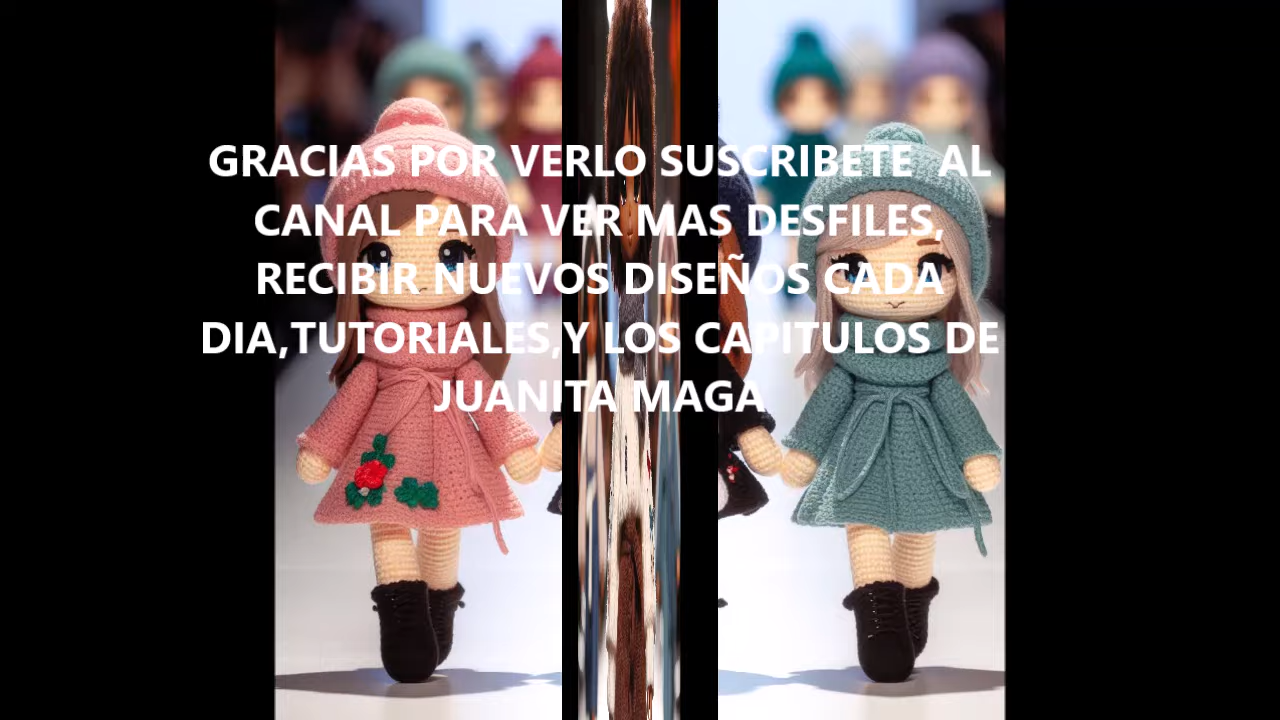 GRACIAS POR VERLO SUSCRIBETE  AL
CANAL PARA VER MAS DESFILES,
RECIBIR NUEVOS DISEÑOS CADA
DIA,TUTORIALES,Y LOS CAPITULOS DE
JUANITA MAGA